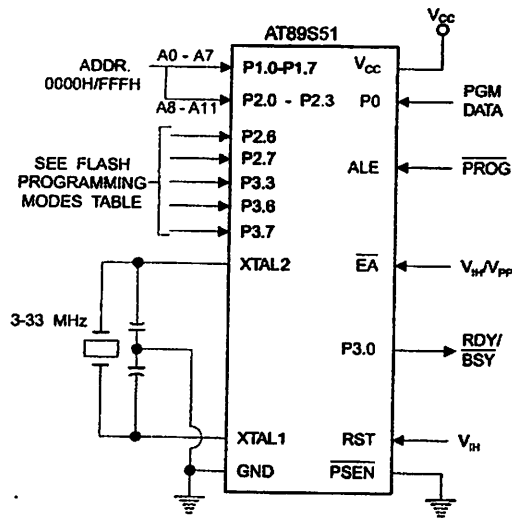 AT89S51
VCC
ADDR.
0000H/FFFH
A0 - A7
A8 - A11
P1.0-P1.7
VCC
P2.0 - P2.3
P0
PGM
DATA
P2.6
P2.7
P3.3
P3.6
P3.7
SEE FLASH
PROGRAMMING
MODES TABLE
ALE
PROG
XTAL2
EA
VIH/VPP
3-33 MHz
P3.0
RDY/
BSY
XTAL1
RST
VIH
GND
PSEN